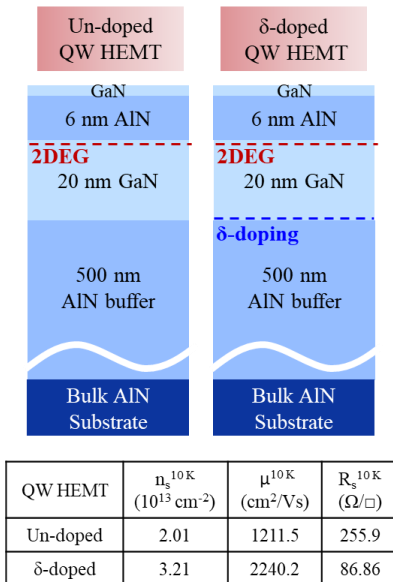 Un-doped
QW HEMT
GaN
6 nm AlN
2DEG
20 nm GaN
500 nm
AlN buffer
Bulk AlN
Substrate
δ-doped
QW HEMT
GaN
6 nm AlN
2DEG
20 nm GaN
δ-doping
500 nm
AlN buffer
Bulk AlN
Substrate
QW HEMT nₛ¹⁰ ᴷ (10¹³ cm⁻²) μ¹⁰ ᴷ (cm²/Vs) Rₛ¹⁰ ᴷ (Ω/□)
Un-doped 2.01 1211.5 255.9
δ-doped 3.21 2240.2 86.86